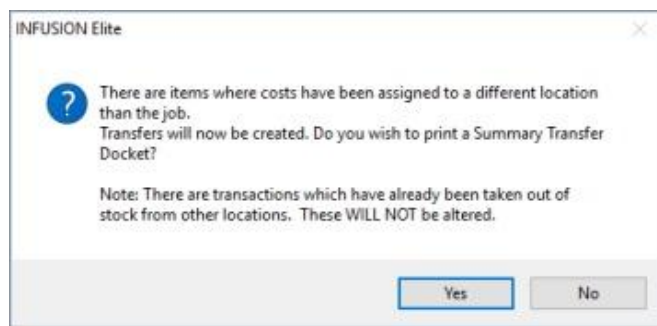 INFUSION Elite
There are items where costs have been assigned to a different location
than the job.
Transfers will now be created. Do you wish to print a Summary Transfer
Docket?
Note: There are transactions which have already been taken out of
stock from other locations.  These WILL NOT be altered.
Yes
No